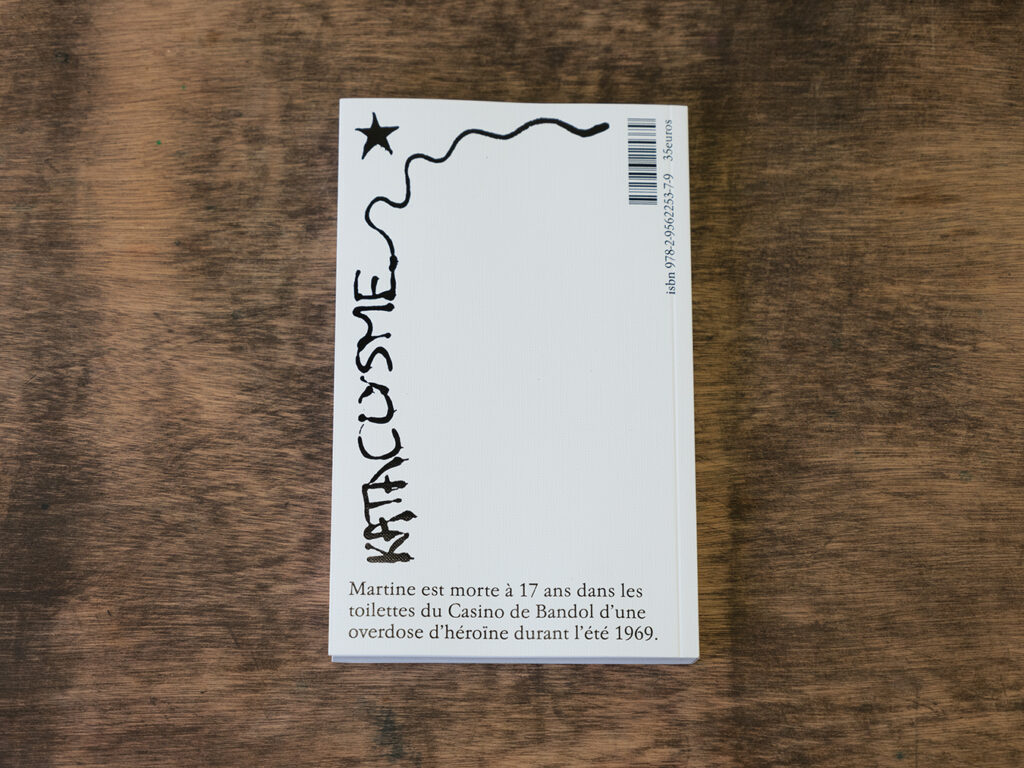 KATACLYSME
isbn 978-2-9562253-7-9 35euros
Martine est morte à 17 ans dans les
toilettes du Casino de Bandol d'une
overdose d'héroïne durant l'été 1969.